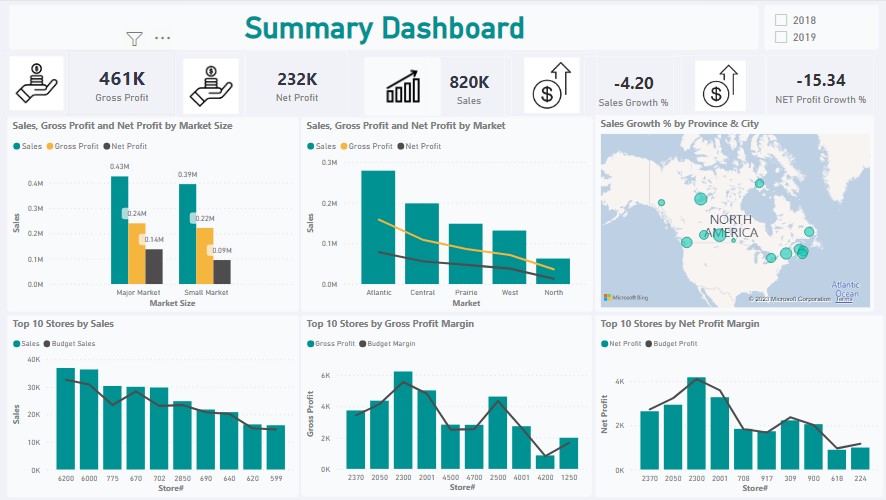 Summary Dashboard
2018
2019
461K
Gross Profit
232K
Net Profit
820K
Sales
-4.20
Sales Growth %
-15.34
NET Profit Growth %
Sales, Gross Profit and Net Profit by Market Size
Sales Gross Profit Net Profit
Sales
0.4M
0.3M
0.2M
0.1M
0.0M
0.43M
0.24M
0.14M
0.39M
0.22M
0.09M
Major Market Small Market
Market Size
Sales, Gross Profit and Net Profit by Market
Sales Gross Profit Net Profit
Sales
0.3M
0.2M
0.1M
0.0M
Atlantic Central Prairie West North
Market
Sales Growth % by Province & City
NORTH
AMERICA
Atlantic
Ocean
Microsoft Bing
© 2023 Microsoft Corporation Terms
Top 10 Stores by Sales
Sales Budget Sales
Sales
40K
30K
20K
10K
0K
6200 6000 775 670 702 2850 690 640 620 599
Store#
Top 10 Stores by Gross Profit Margin
Gross Profit Budget Margin
Gross Profit
6K
4K
2K
0K
2370 2050 2300 2001 4500 4700 2500 4001 4200 1250
Store#
Top 10 Stores by Net Profit Margin
Net Profit Budget Profit
Net Profit
4K
2K
0K
2370 2050 2300 2001 708 917 309 900 618 224
Store#